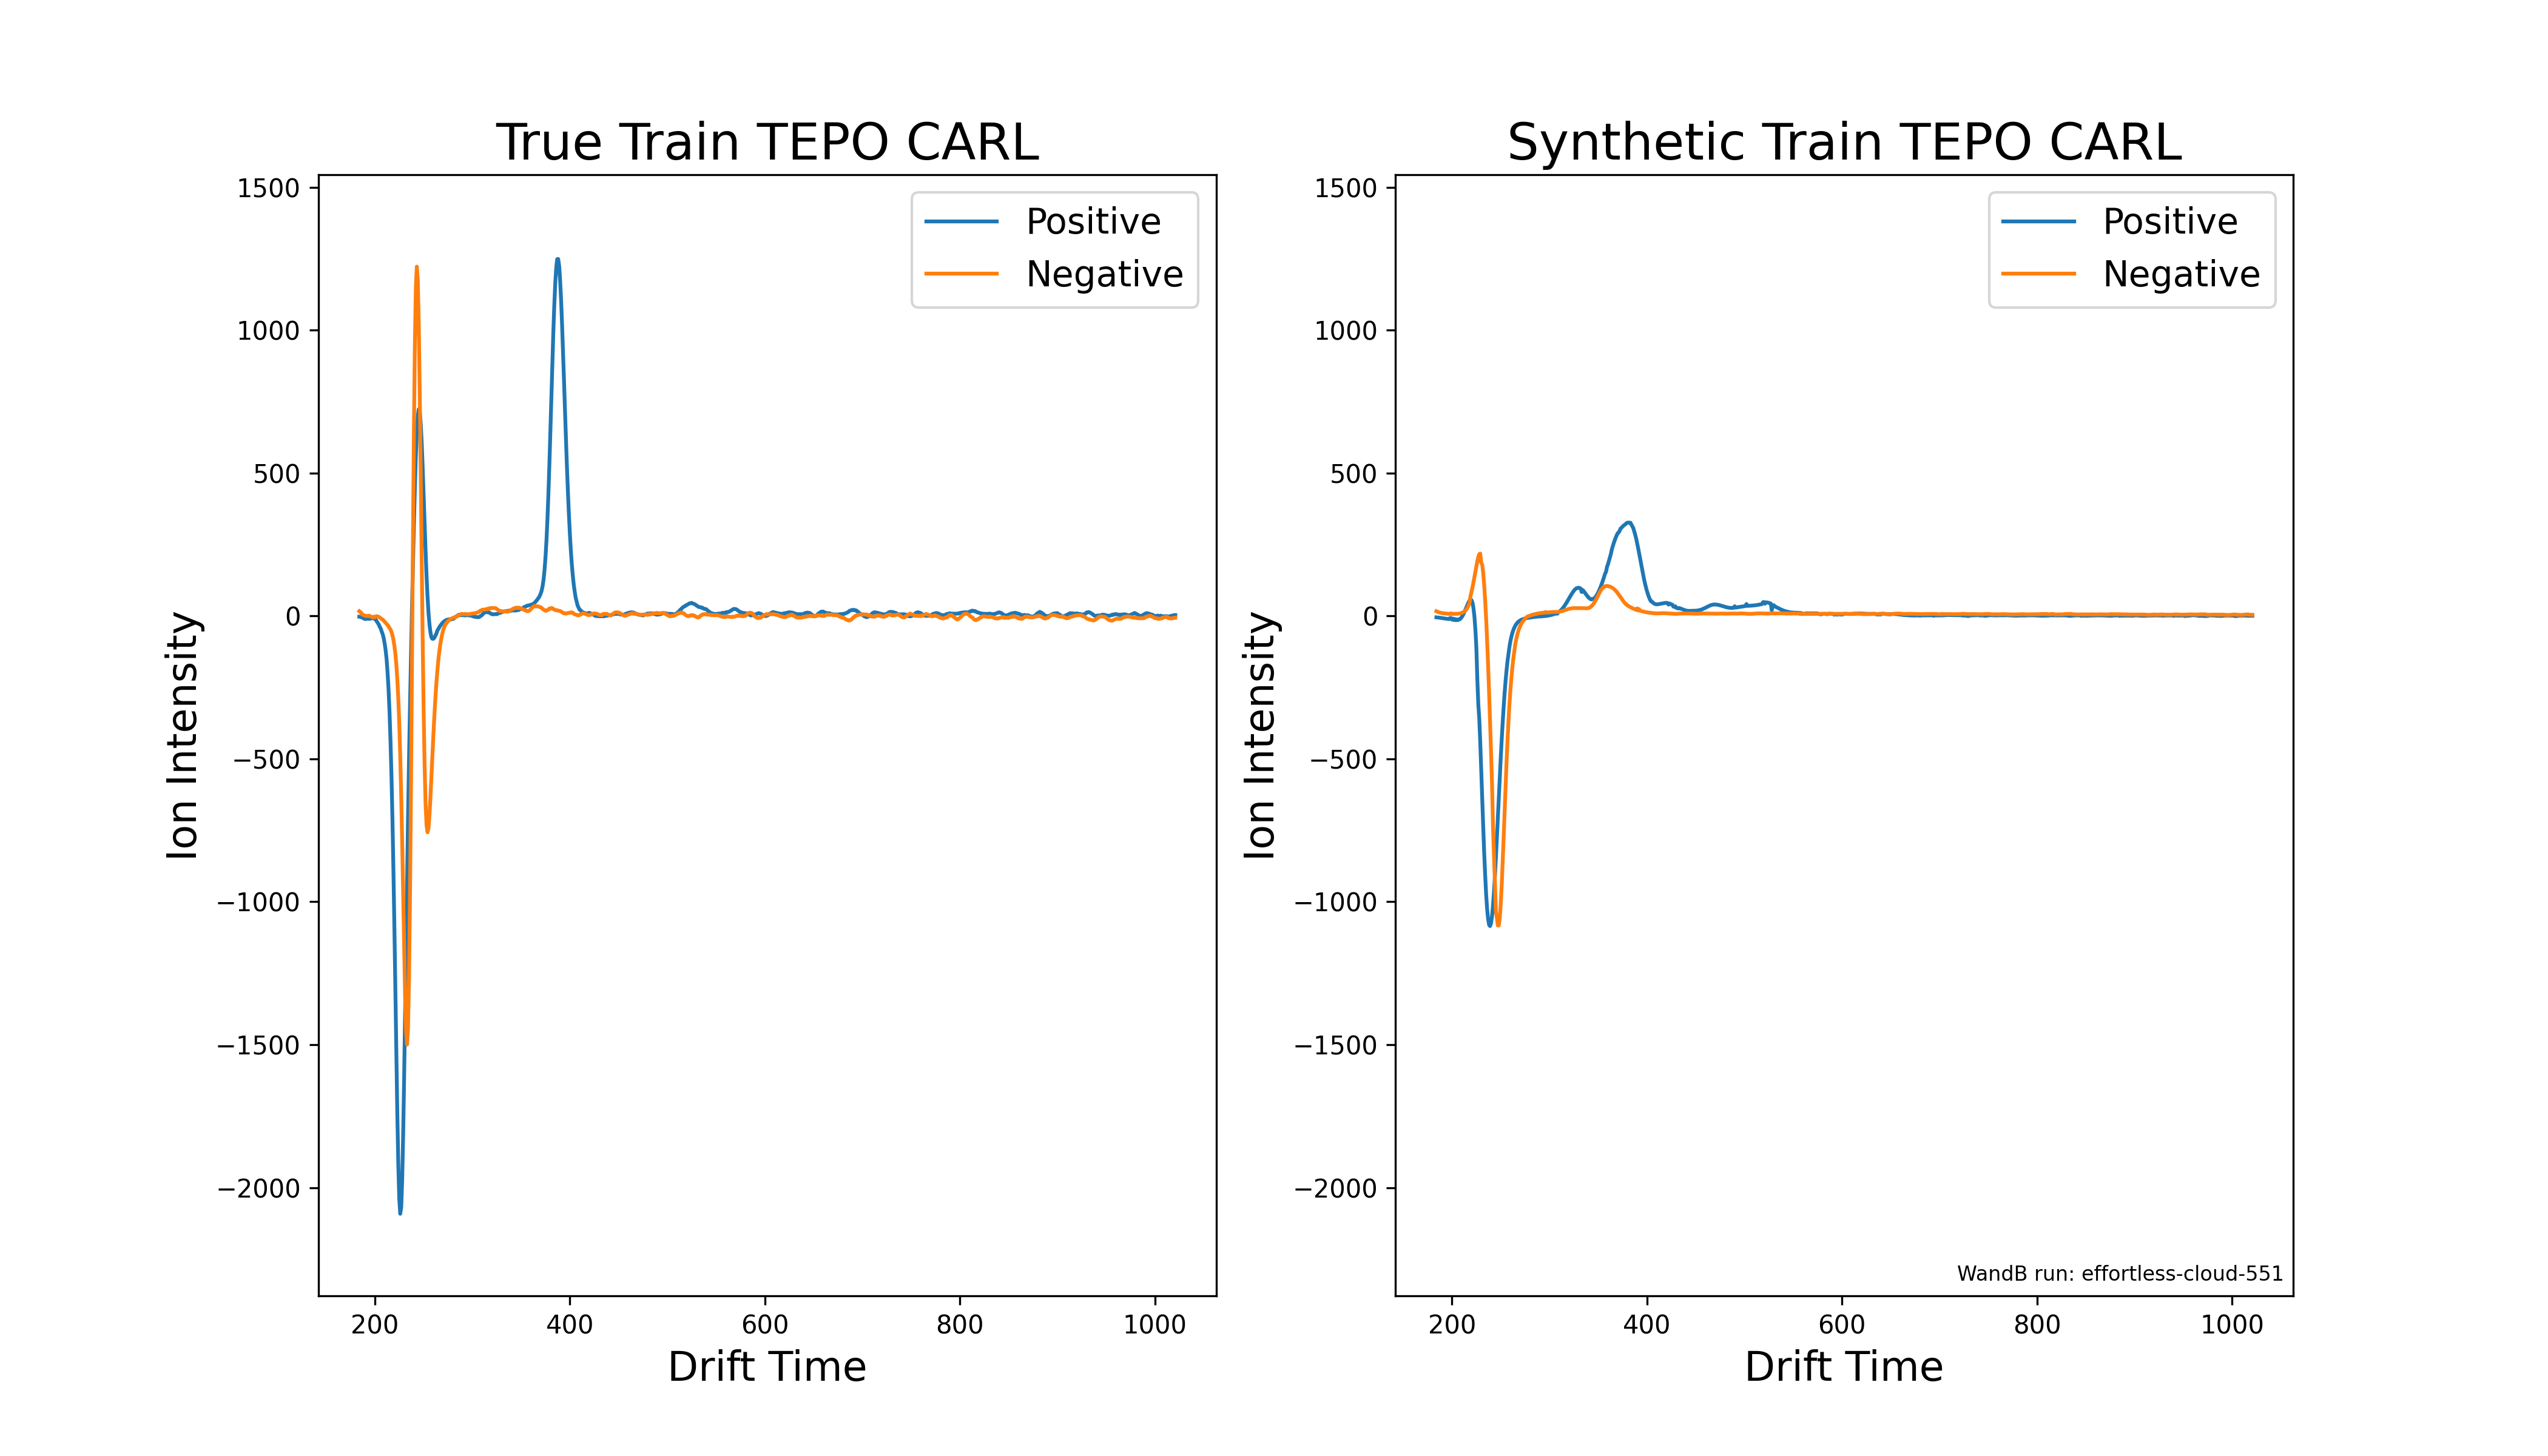 True Train TEPO CARL
Positive
Negative
1500
1000
500
0
−500
−1000
−1500
−2000
Ion Intensity
200
400
600
800
1000
Drift Time
Synthetic Train TEPO CARL
Positive
Negative
1500
1000
500
0
−500
−1000
−1500
−2000
Ion Intensity
WandB run: effortless-cloud-551
200
400
600
800
1000
Drift Time